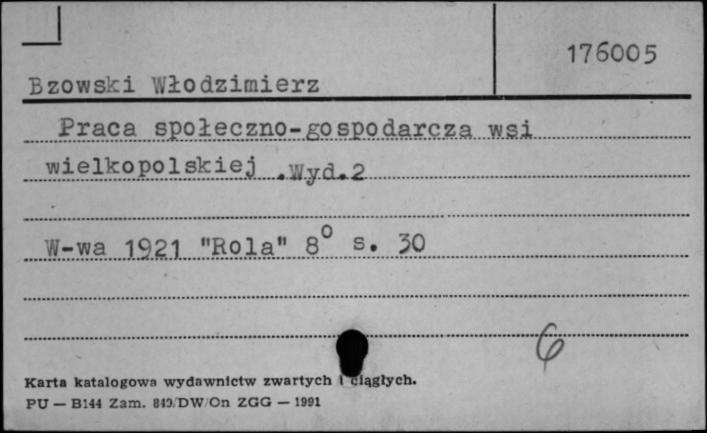 176005
Bzowski Włodzimierz
Praca społeczno-gospodarcza wsi
wielkopolskiej .Wyd.2
W-wa 1921 "Rola" 8° s. 30
6
Karta katalogowa wydawnictw zwartych i ciągłych.
PU — B144 Zam. 849/DW/On ZGG — 1991